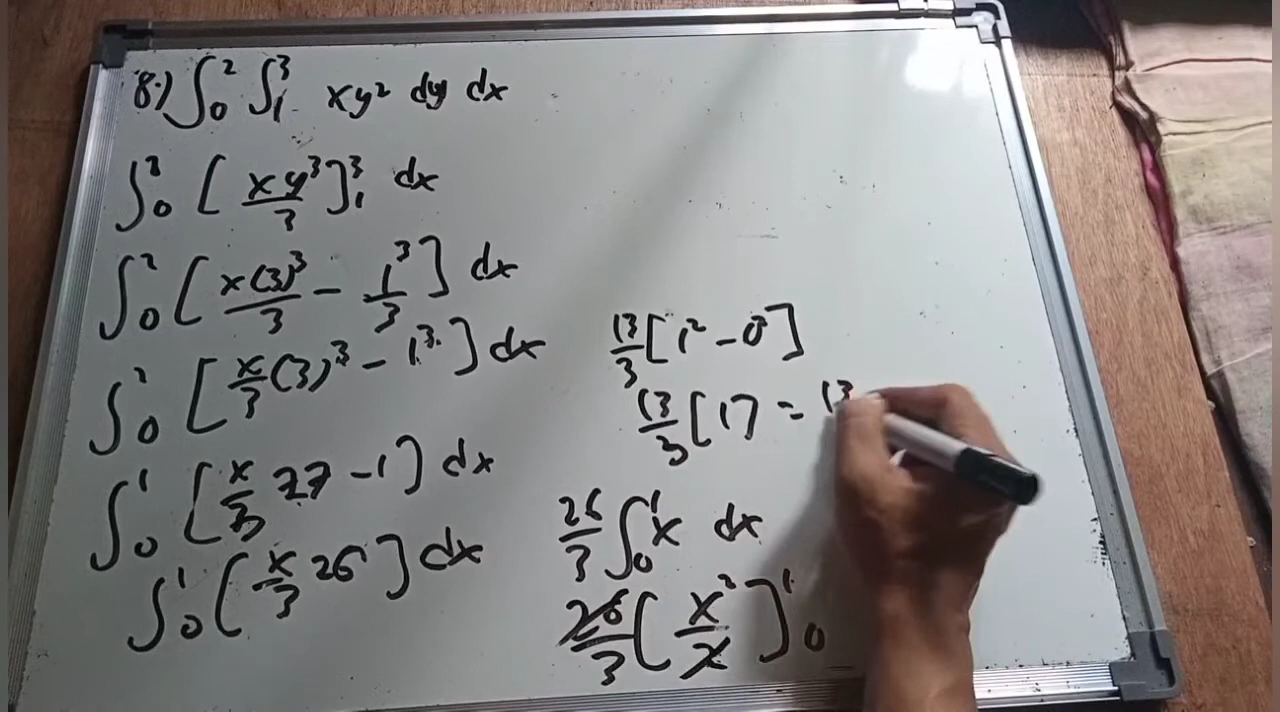 8.) ∫₀² ∫₁³ xy² dy dx
∫₀² [xy³/3]₁³ dx
∫₀² [x(3)³/3 - 1³/3] dx
∫₀¹ [x/3 (3)³ - 1³] dx
∫₀¹ [x/3 27 - 1] dx
∫₀¹ [x/3 26] dx
26/3 ∫₀¹ x dx
26/3 [x²/2]₀¹
13/3 [1² - 0²]
13/3 [1] = 13